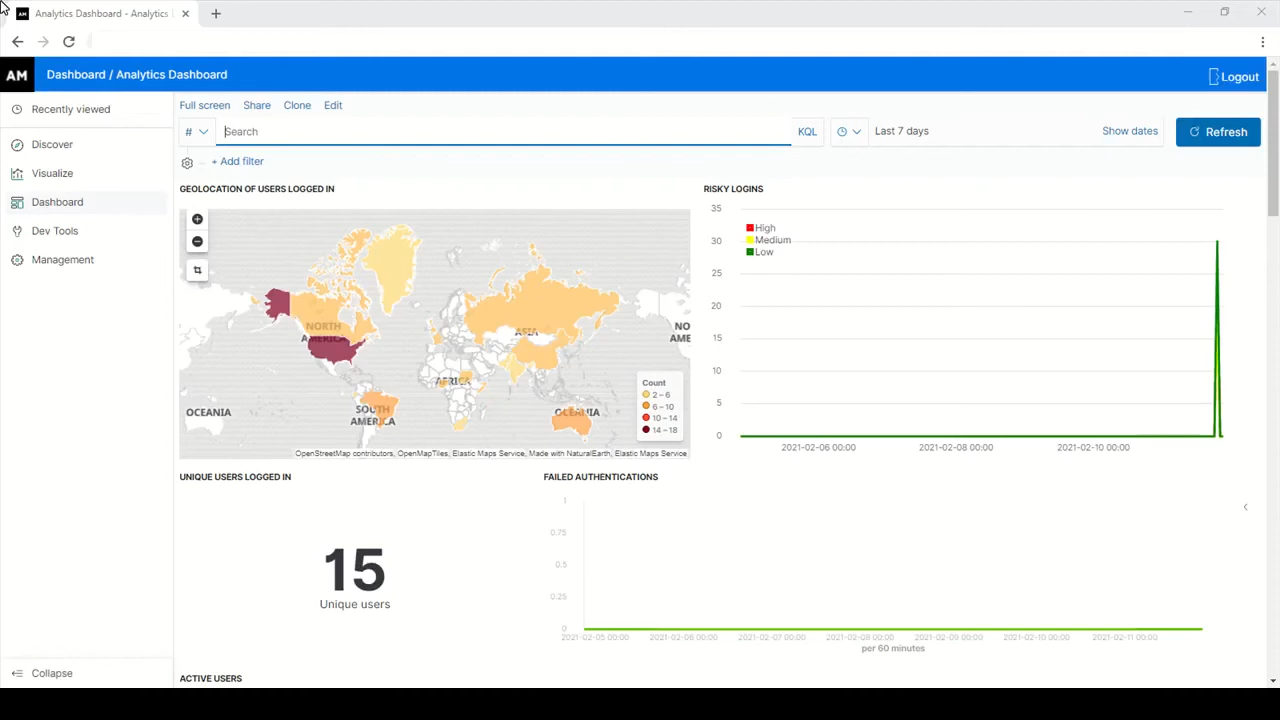 AM Analytics Dashboard - Analytics
AM Dashboard / Analytics Dashboard Logout
Recently viewed
Discover
Visualize
Dashboard
Dev Tools
Management
Collapse
Full screen Share Clone Edit
# Search KQL Last 7 days Show dates Refresh
+ Add filter
GEOLOCATION OF USERS LOGGED IN
NORTH
AMERICA
ASIA
NO
AME
AFRICA
OCEANIA
SOUTH
AMERICA
OCEANIA
Count
2 – 6
6 – 10
10 – 14
14 – 18
OpenStreetMap contributors, OpenMapTiles, Elastic Maps Service, Made with NaturalEarth, Elastic Maps Service
RISKY LOGINS
High
Medium
Low
35
30
25
20
15
10
5
0
2021-02-06 00:00 2021-02-08 00:00 2021-02-10 00:00
UNIQUE USERS LOGGED IN
15
Unique users
FAILED AUTHENTICATIONS
1
0.75
0.5
0.25
0
2021-02-05 00:00 2021-02-06 00:00 2021-02-07 00:00 2021-02-08 00:00 2021-02-09 00:00 2021-02-10 00:00 2021-02-11 00:00
per 60 minutes
ACTIVE USERS